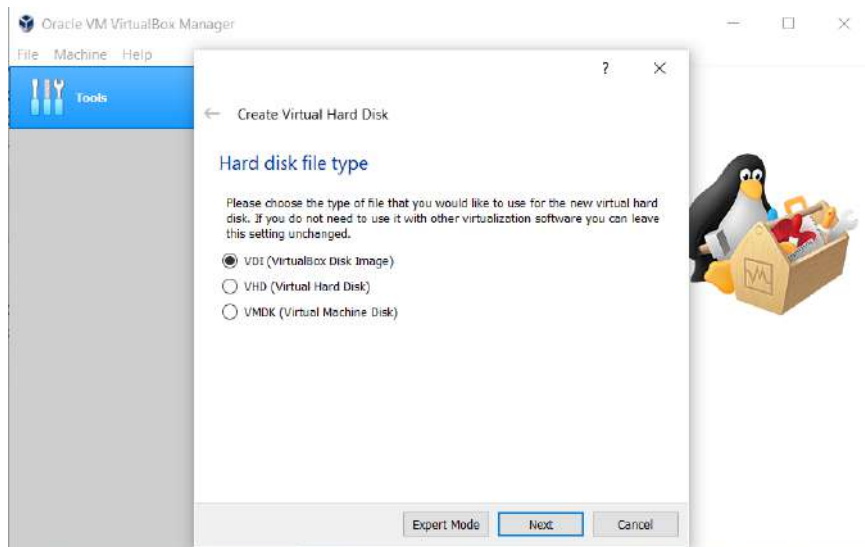 Oracle VM VirtualBox Manager
File Machine Help
Tools
?
Create Virtual Hard Disk
Hard disk file type
Please choose the type of file that you would like to use for the new virtual hard
disk. If you do not need to use it with other virtualization software you can leave
this setting unchanged.
VDI (VirtualBox Disk Image)
VHD (Virtual Hard Disk)
VMDK (Virtual Machine Disk)
Expert Mode Next Cancel